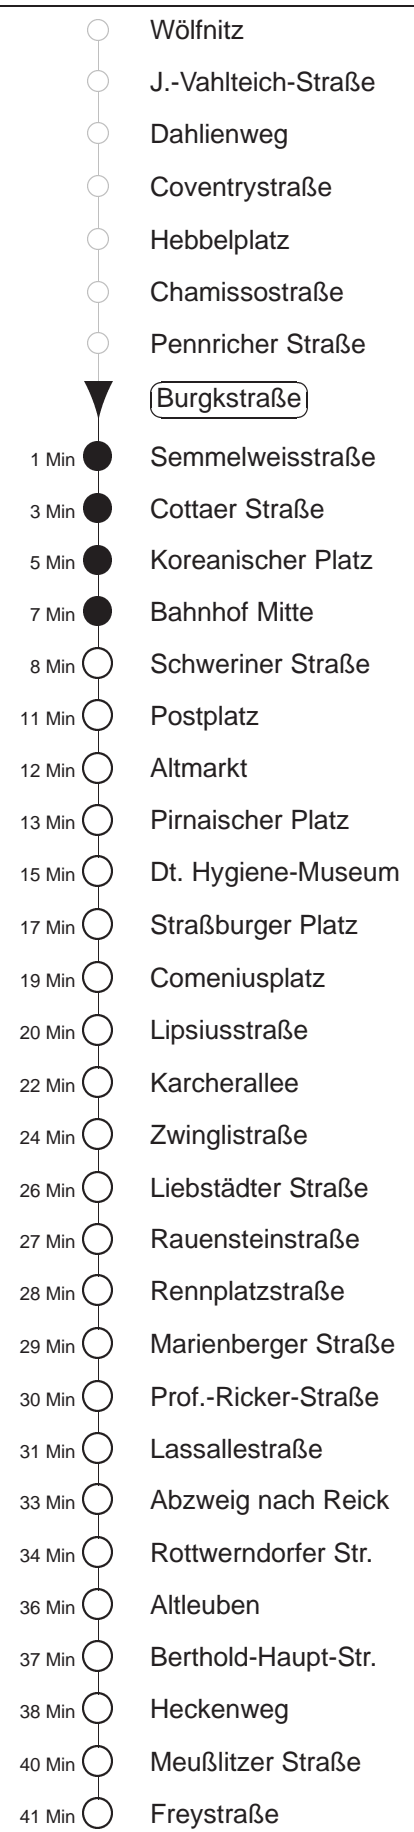 Wölfnitz
J.-Vahlteich-Straße
Dahlienweg
Coventrystraße
Hebbelplatz
Chamissostraße
Pennricher Straße
Burgkstraße
1 Min Semmelweisstraße
3 Min Cottaer Straße
5 Min Koreanischer Platz
7 Min Bahnhof Mitte
8 Min Schweriner Straße
11 Min Postplatz
12 Min Altmarkt
13 Min Pirnaischer Platz
15 Min Dt. Hygiene-Museum
17 Min Straßburger Platz
19 Min Comeniusplatz
20 Min Lipsiusstraße
22 Min Karcherallee
24 Min Zwinglistraße
26 Min Liebstädter Straße
27 Min Rauensteinstraße
28 Min Rennplatzstraße
29 Min Marienberger Straße
30 Min Prof.-Ricker-Straße
31 Min Lassallestraße
33 Min Abzweig nach Reick
34 Min Rottwerndorfer Str.
36 Min Altleuben
37 Min Berthold-Haupt-Str.
38 Min Heckenweg
40 Min Meußlitzer Straße
41 Min Freystraße